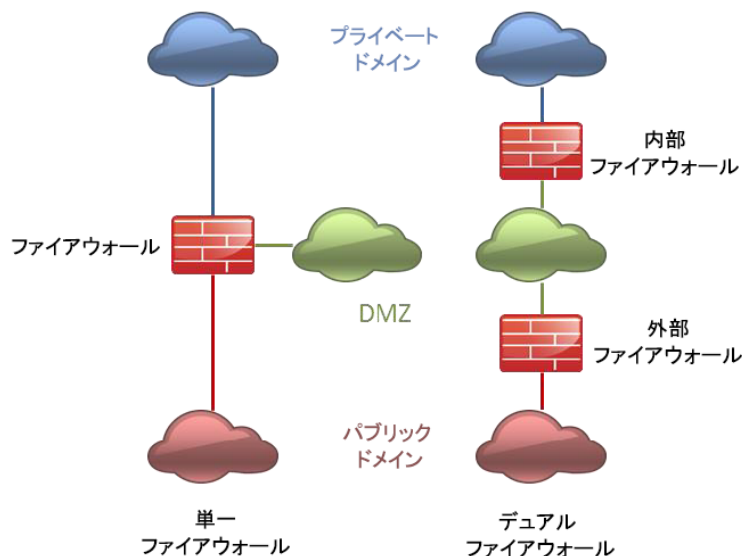 プライベート
ドメイン
内部
ファイアウォール
ファイアウォール
DMZ
外部
ファイアウォール
パブリック
ドメイン
単一
ファイアウォール
デュアル
ファイアウォール